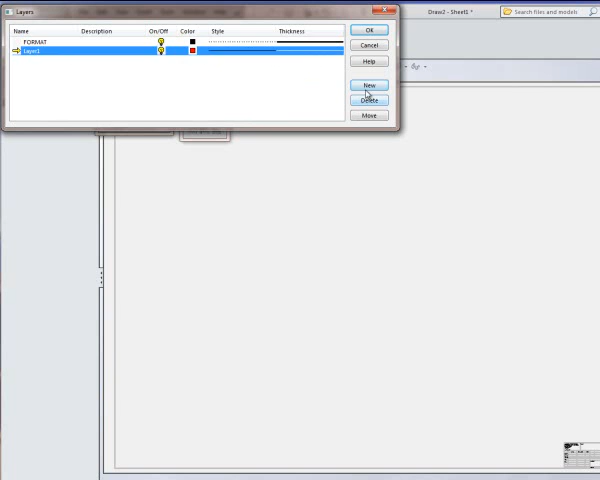 Layers
Draw2 - Sheet1 *
Search files and models
Name Description On/Off Color Style Thickness
FORMAT
Layer1
OK
Cancel
Help
New
Delete
Move